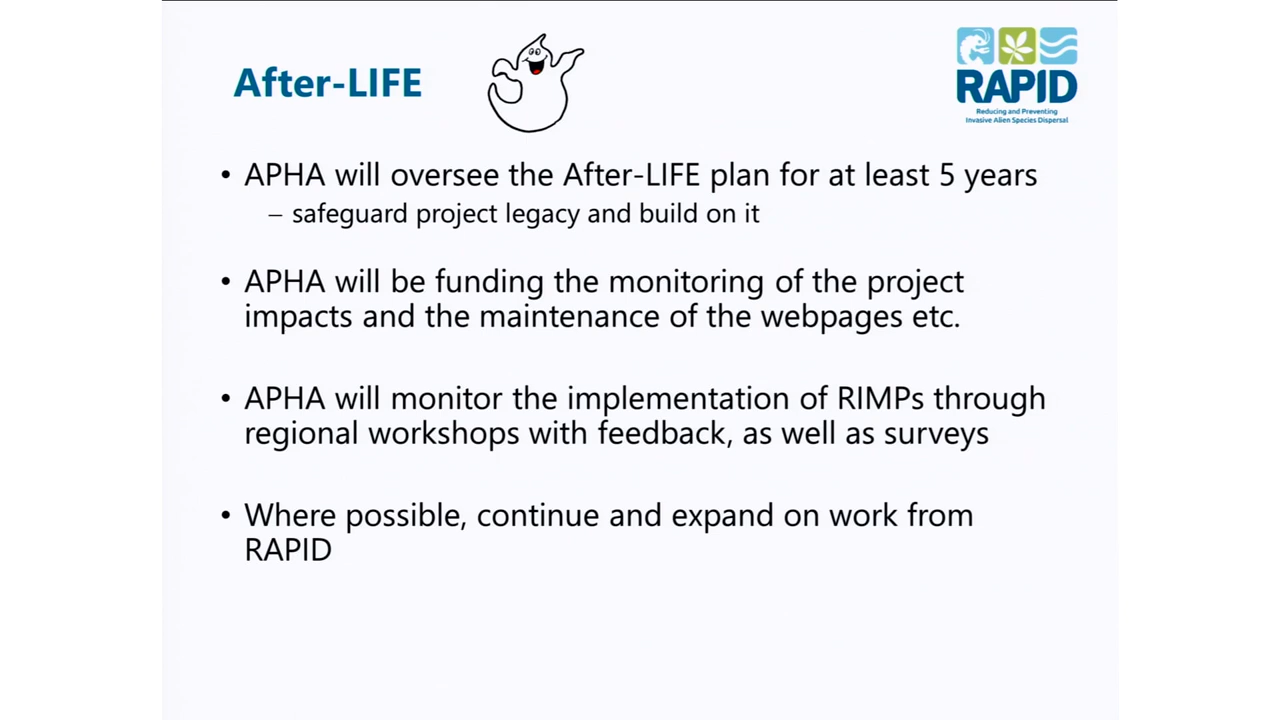 After-LIFE
RAPID
Reducing and Preventing
Invasive Alien Species Dispersal
• APHA will oversee the After-LIFE plan for at least 5 years
– safeguard project legacy and build on it
• APHA will be funding the monitoring of the project
impacts and the maintenance of the webpages etc.
• APHA will monitor the implementation of RIMPs through
regional workshops with feedback, as well as surveys
• Where possible, continue and expand on work from
RAPID